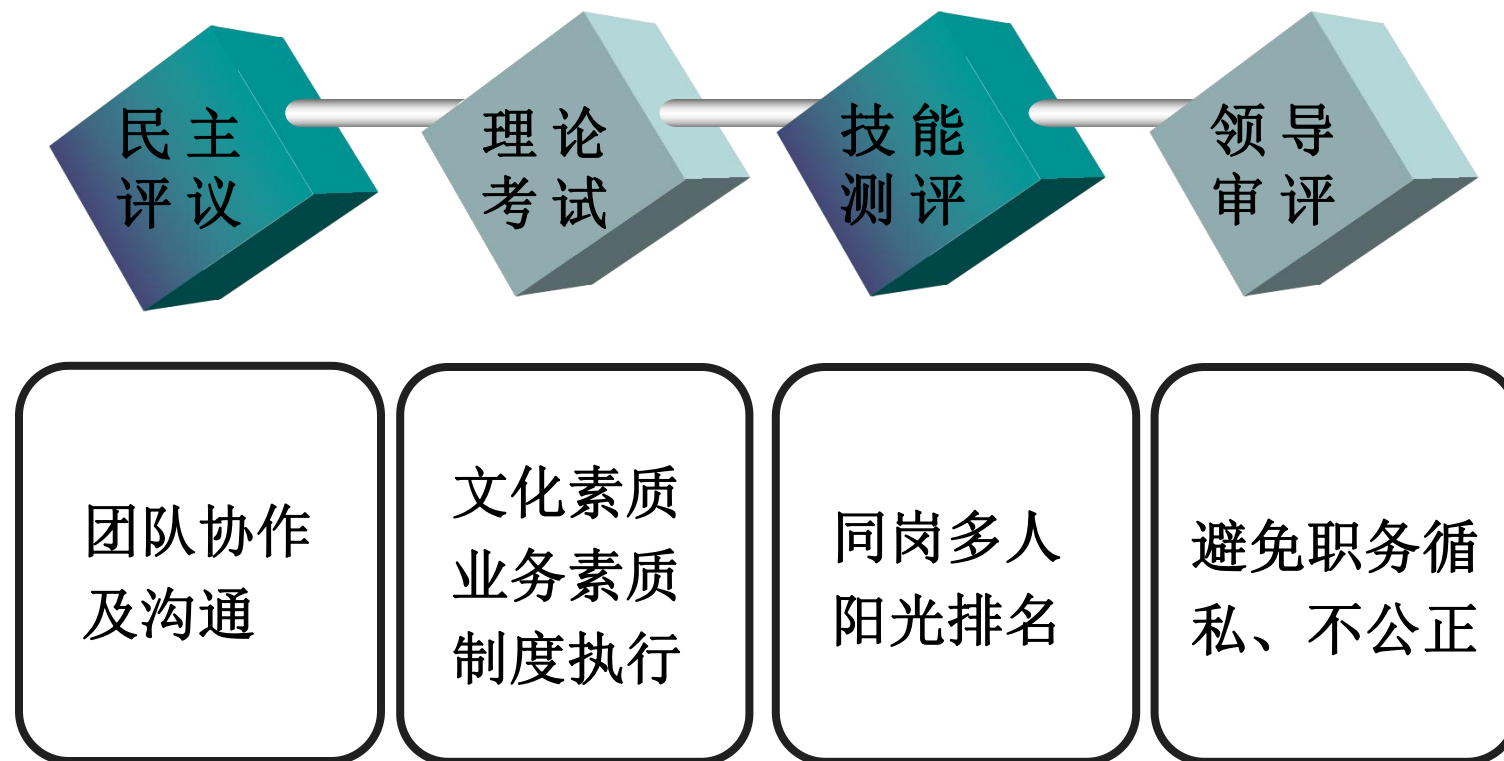 民主
评议
理论
考试
技能
测评
领导
审评
团队协作
及沟通
文化素质
业务素质
制度执行
同岗多人
阳光排名
避免职务循
私、不公正